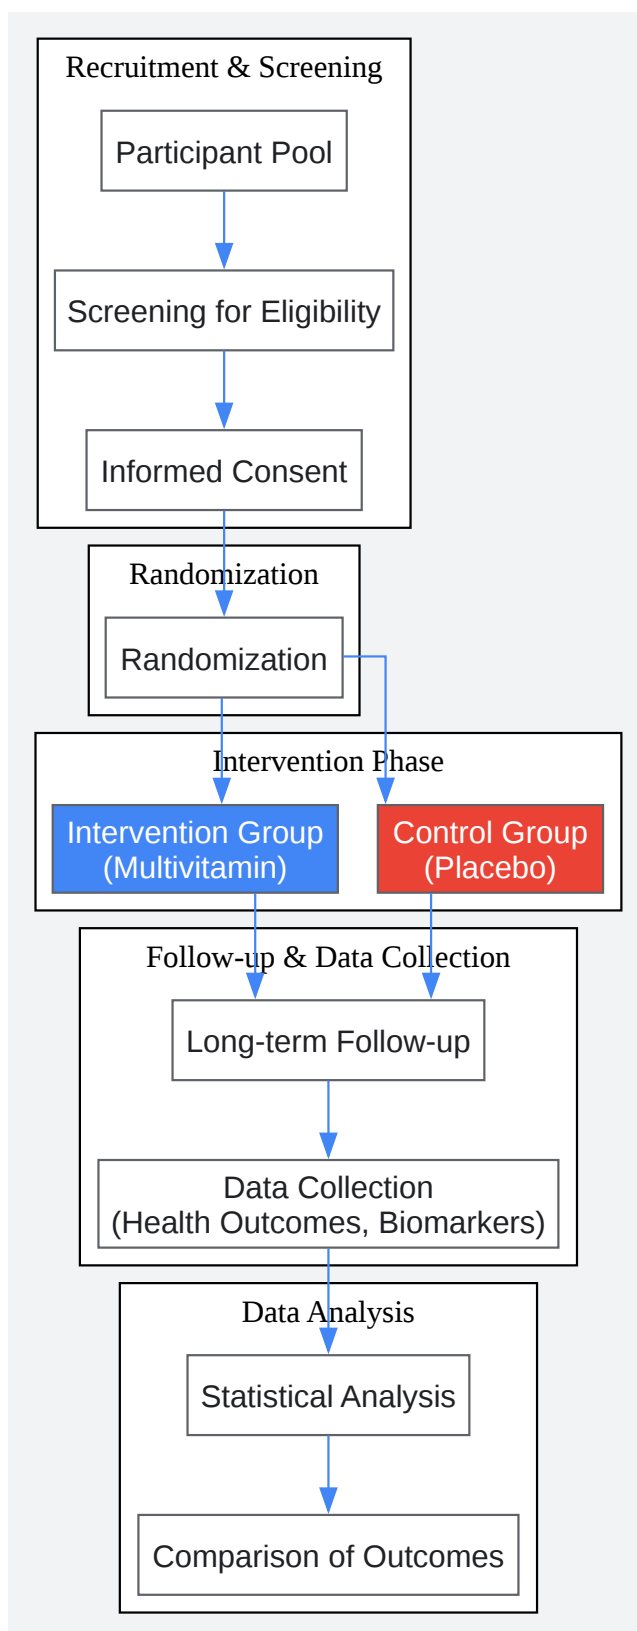 Recruitment & Screening
Participant Pool
Screening for Eligibility
Informed Consent
Randomization
Randomization
Intervention Phase
Intervention Group
(Multivitamin)
Control Group
(Placebo)
Follow-up & Data Collection
Long-term Follow-up
Data Collection
(Health Outcomes, Biomarkers)
Data Analysis
Statistical Analysis
Comparison of Outcomes